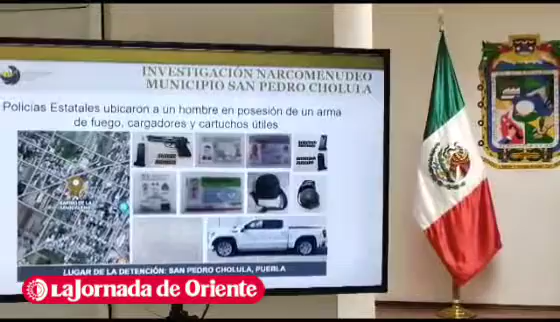 INVESTIGACIÓN NARCOMENUDEO
MUNICIPIO SAN PEDRO CHOLULA
Policías Estatales ubicaron a un hombre en posesión de un arma
de fuego, cargadores y cartuchos útiles
LUGAR DE LA DETENCIÓN: SAN PEDRO CHOLULA, PUEBLA
LaJornada de Oriente